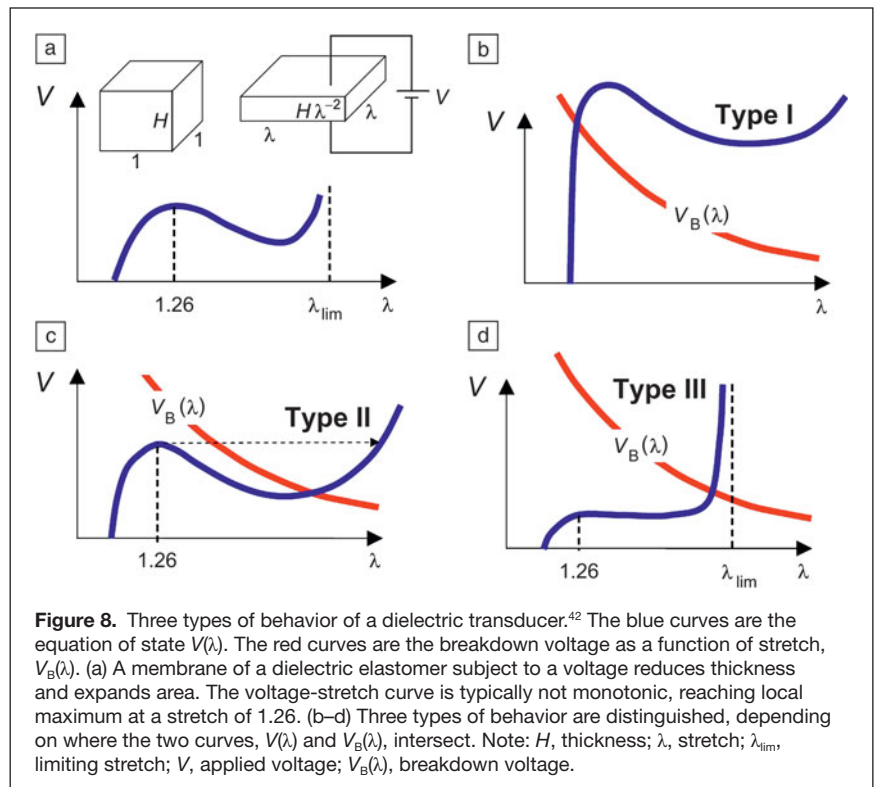 a
V
H
1
1
Hλ⁻²
λ
λ
V
1.26
λlim
λ
b
V
Type I
VB(λ)
λ
c
V
VB(λ)
Type II
1.26
λ
d
V
Type III
VB(λ)
1.26
λlim
λ
Figure 8. Three types of behavior of a dielectric transducer.⁴² The blue curves are the
equation of state V(λ). The red curves are the breakdown voltage as a function of stretch,
VB(λ). (a) A membrane of a dielectric elastomer subject to a voltage reduces thickness
and expands area. The voltage-stretch curve is typically not monotonic, reaching local
maximum at a stretch of 1.26. (b–d) Three types of behavior are distinguished, depending
on where the two curves, V(λ) and VB(λ), intersect. Note: H, thickness; λ, stretch; λlim,
limiting stretch; V, applied voltage; VB(λ), breakdown voltage.